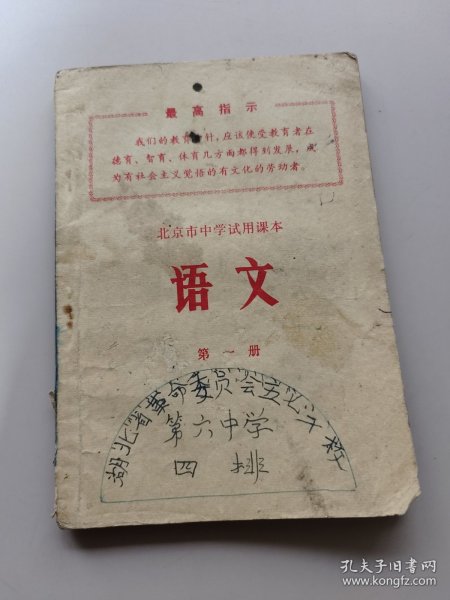 最高指示
我们的教育 针，应该使受教育者在
德育、智育、体育几方面都得到发展，成
为有社会主义觉悟的有文化的劳动者。
北京市中学试用课本
语文
第一册
湖北省革命委员会
第六中学
四排
孔夫子旧书网
www.kongfz.com